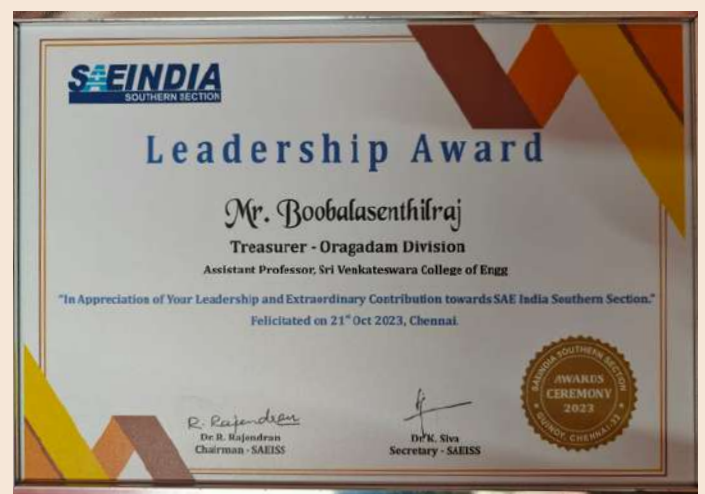 SAEINDIA
SOUTHERN SECTION
Leadership Award
Mr. Boobalasenthilraj
Treasurer - Oragadam Division
Assistant Professor, Sri Venkateswara College of Engg
"In Appreciation of Your Leadership and Extraordinary Contribution towards SAE India Southern Section."
Felicitated on 21st Oct 2023, Chennai.
R. Rajendran
Dr R. Rajendran
Chairman - SAEISS
Dr K. Siva
Secretary - SAEISS
SAEINDIA SOUTHERN SECTION
AWARDS
CEREMONY
2023
GUINDY, CHENNAI-32